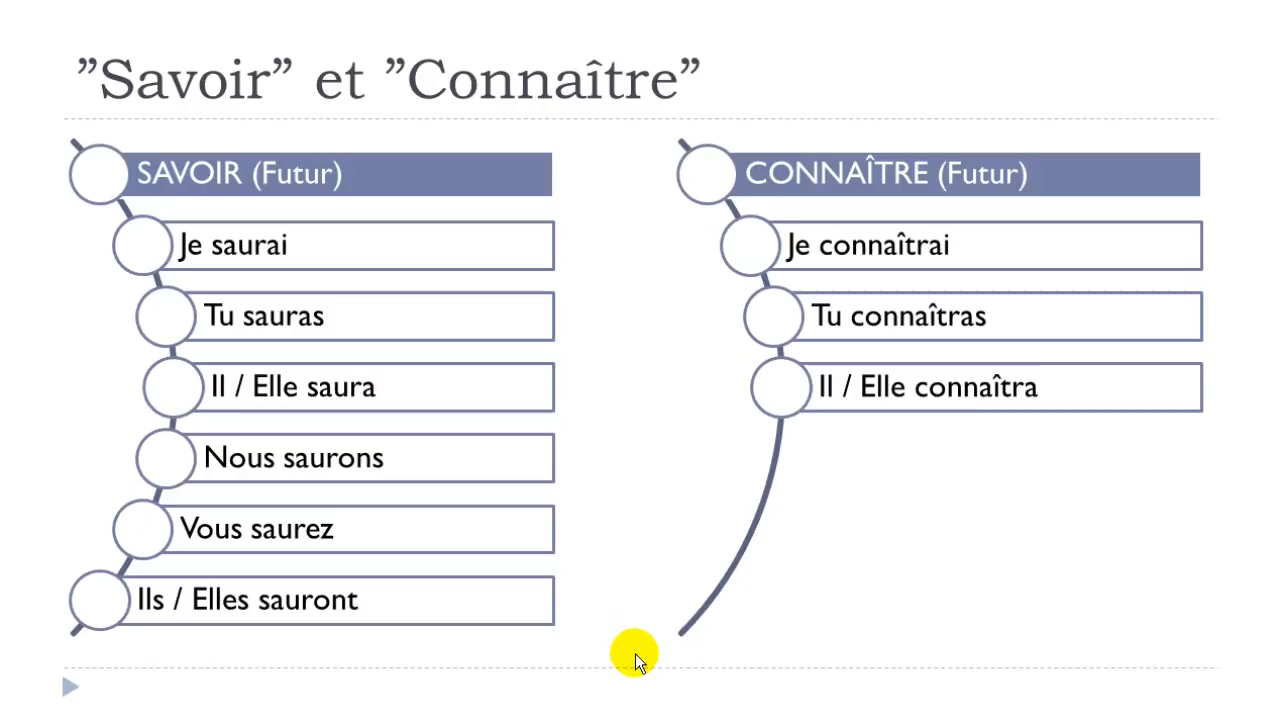 ”Savoir” et ”Connaître”
SAVOIR (Futur)
Je saurai
Tu sauras
Il / Elle saura
Nous saurons
Vous saurez
Ils / Elles sauront
CONNAÎTRE (Futur)
Je connaîtrai
Tu connaîtras
Il / Elle connaîtra